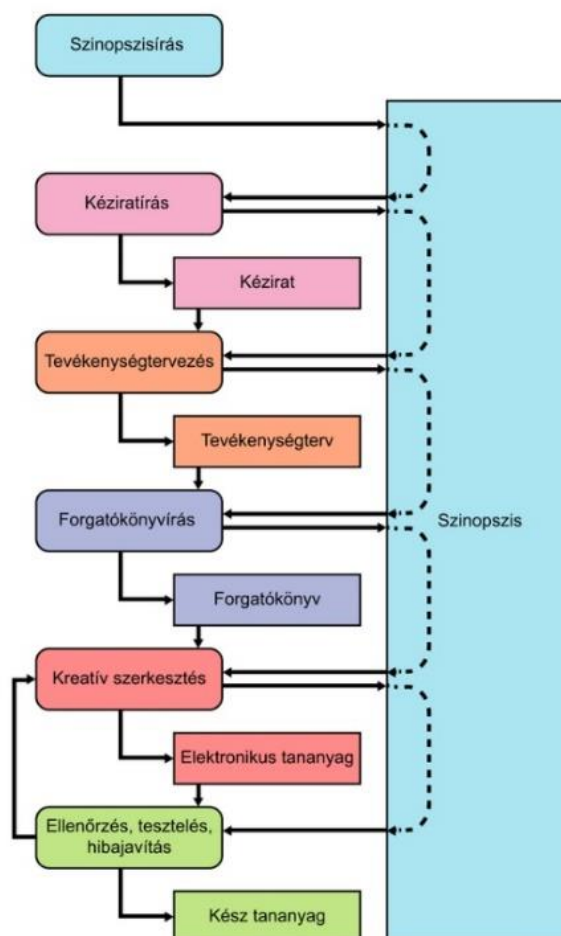 Szinopszisírás
Kéziratírás
Kézirat
Tevékenységtervezés
Tevékenységterv
Forgatókönyvírás
Szinopszis
Forgatókönyv
Kreatív szerkesztés
Elektronikus tananyag
Ellenőrzés, tesztelés,
hibajavítás
Kész tananyag